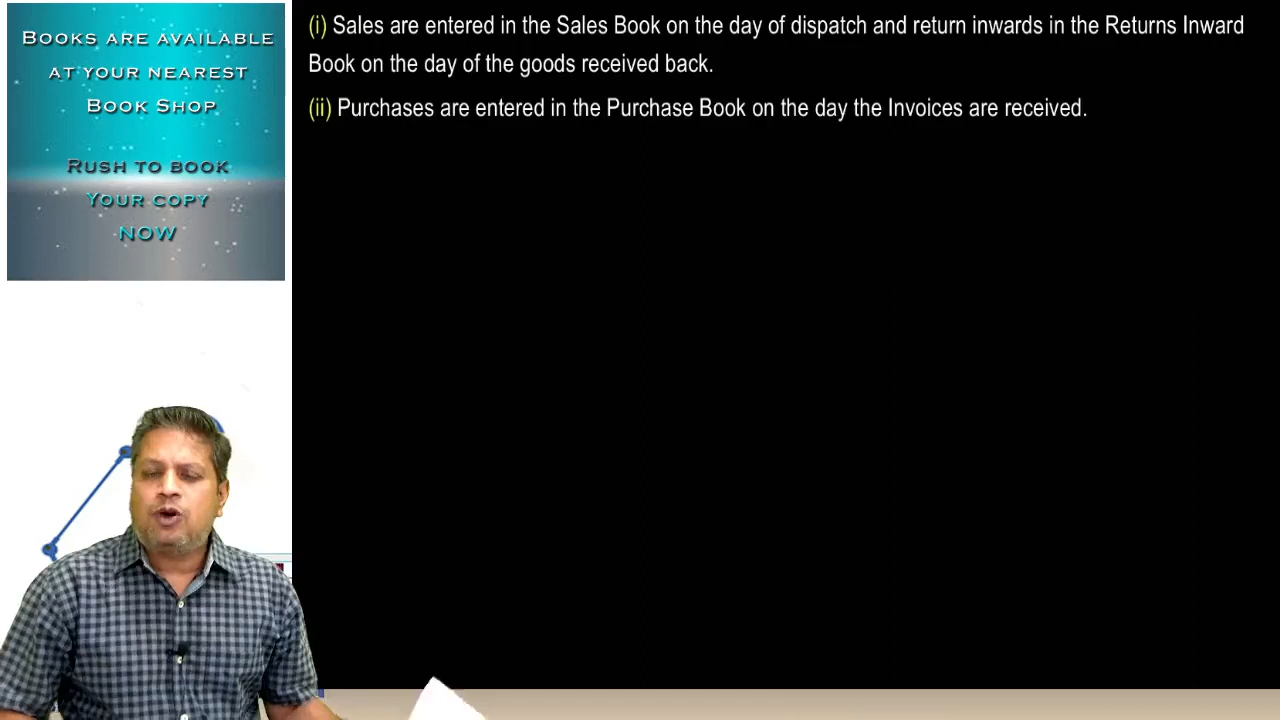 BOOKS ARE AVAILABLE
AT YOUR NEAREST
BOOK SHOP
RUSH TO BOOK
YOUR COPY
NOW
(i) Sales are entered in the Sales Book on the day of dispatch and return inwards in the Returns Inward
Book on the day of the goods received back.
(ii) Purchases are entered in the Purchase Book on the day the Invoices are received.